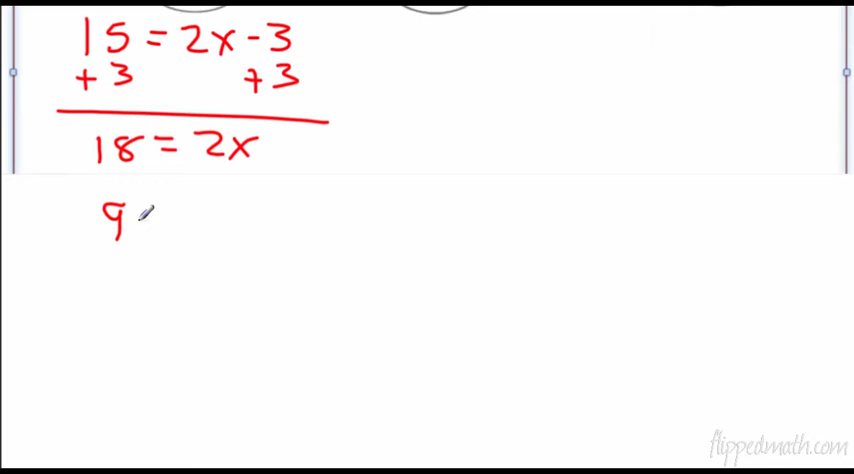 15 = 2x - 3
+ 3 + 3
18 = 2x
9
flippedmath.com